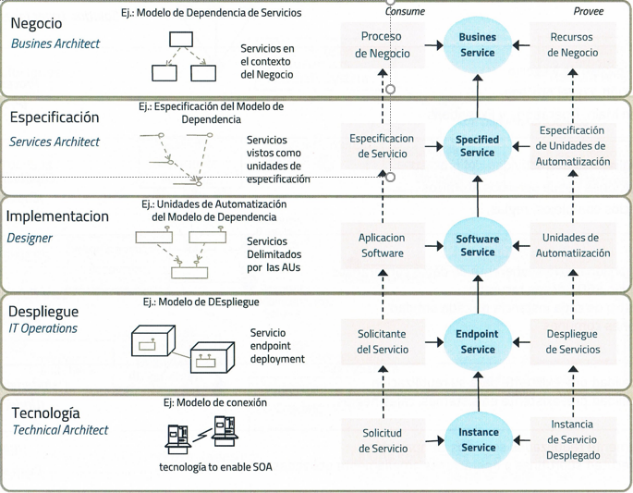 Negocio
Busines Architect
Ej.: Modelo de Dependencia de Servicios
Servicios en
el contexto
del Negocio
Consume
Provee
Proceso
de Negocio
Busines
Service
Recursos
de Negocio
Especificación
Services Architect
Ej.: Especificación del Modelo de
Dependencia
Servicios
vistos como
unidades de
especificación
Especificacion
de Servicio
Specified
Service
Especificación
de Unidades de
Automatiización
Implementacion
Designer
Ej.: Unidades de Automatización
del Modelo de Dependencia
Servicios
Delimitados
por las AUs
Aplicacion
Software
Software
Service
Unidades de
Automatiización
Despliegue
IT Operations
Ej.: Modelo de DEspliegue
Servicio
endpoint
deployment
Solicitante
del Servicio
Endpoint
Service
Despliegue
de Servicios
Tecnología
Technical Architect
Ej: Modelo de conexión
tecnología to enable SOA
Solicitud
de Servicio
Instance
Service
Instancia
de Servicio
Desplegado